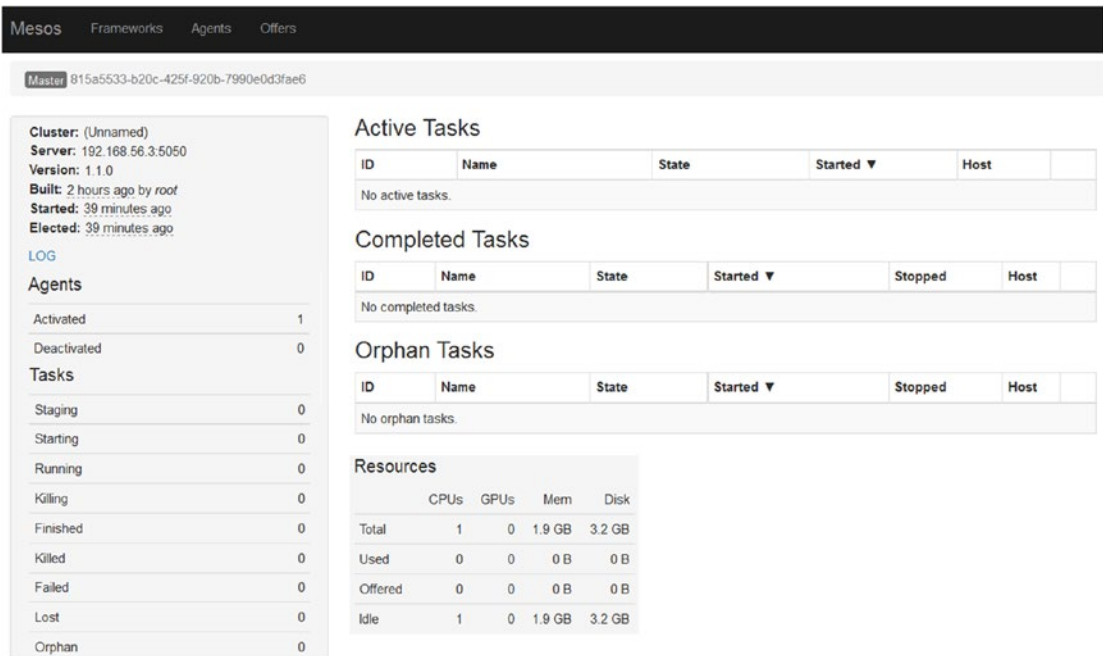 Mesos Frameworks Agents Offers
Master 815a5533-b20c-425f-920b-7990e0d3fae6
Cluster: (Unnamed)
Server: 192.168.56.3:5050
Version: 1.1.0
Built: 2 hours ago by root
Started: 39 minutes ago
Elected: 39 minutes ago
LOG
Agents
Activated 1
Deactivated 0
Tasks
Staging 0
Starting 0
Running 0
Killing 0
Finished 0
Killed 0
Failed 0
Lost 0
Orphan 0
Active Tasks
ID Name State Started ▼ Host
No active tasks.
Completed Tasks
ID Name State Started ▼ Stopped Host
No completed tasks.
Orphan Tasks
ID Name State Started ▼ Stopped Host
No orphan tasks.
Resources
CPUs GPUs Mem Disk
Total 1 0 1.9 GB 3.2 GB
Used 0 0 0 B 0 B
Offered 0 0 0 B 0 B
Idle 1 0 1.9 GB 3.2 GB